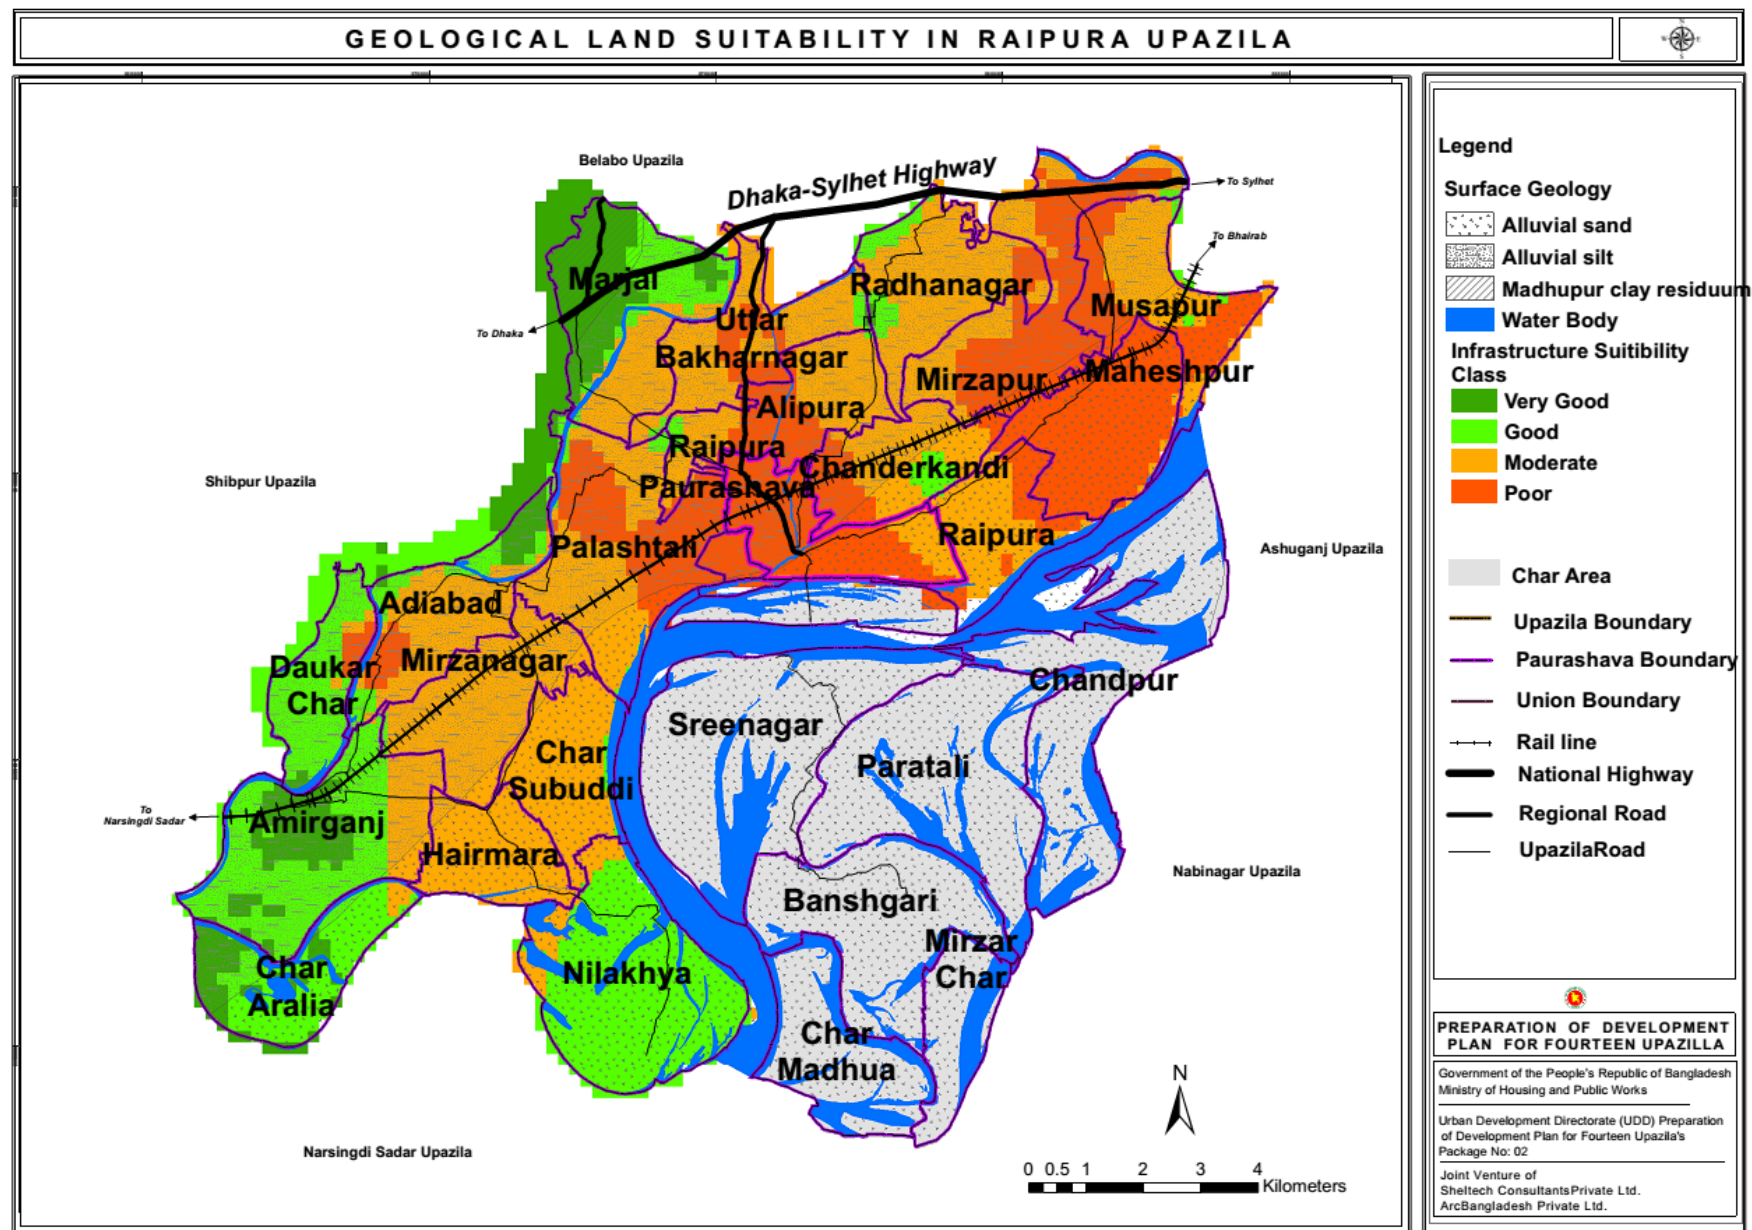 GEOLOGICAL LAND SUITABILITY IN RAIPURA UPAZILA
N
W
E
S
Belabo Upazila
Dhaka-Sylhet Highway
To Sylhet
To Bhairab
Marjal
Radhanagar
Musapur
To Dhaka
Uttar
Bakharnagar
Mirzapur
Maheshpur
Alipura
Raipura
Paurashava
Chanderkandi
Shibpur Upazila
Raipura
Palashtali
Ashuganj Upazila
Adiabad
Daukar
Char
Mirzanagar
Chandpur
Sreenagar
Char
Subuddi
Paratali
To
Narsingdi Sadar
Amirganj
Hairmara
Nabinagar Upazila
Banshgari
Mirzar
Char
Nilakhya
Char
Aralia
Char
Madhua
Narsingdi Sadar Upazila
N
0 0.5 1 2 3 4
Kilometers
Legend
Surface Geology
Alluvial sand
Alluvial silt
Madhupur clay residuum
Water Body
Infrastructure Suitibility
Class
Very Good
Good
Moderate
Poor
Char Area
Upazila Boundary
Paurashava Boundary
Union Boundary
Rail line
National Highway
Regional Road
UpazilaRoad
PREPARATION OF DEVELOPMENT
PLAN FOR FOURTEEN UPAZILLA
Government of the People's Republic of Bangladesh
Ministry of Housing and Public Works
Urban Development Directorate (UDD) Preparation
of Development Plan for Fourteen Upazila's
Package No: 02
Joint Venture of
Sheltech ConsultantsPrivate Ltd.
ArcBangladesh Private Ltd.